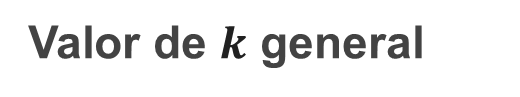 Valor de k general